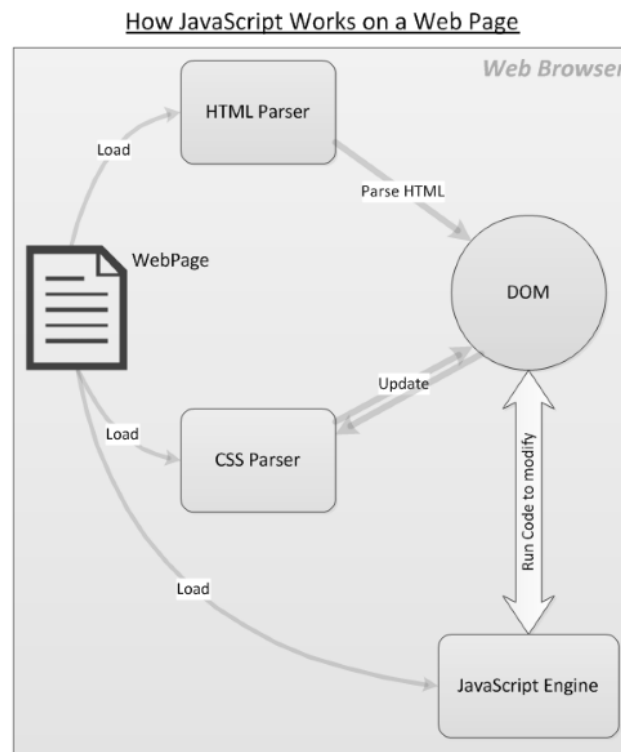 How JavaScript Works on a Web Page
Web Browser
HTML Parser
Load
Parse HTML
WebPage
DOM
Update
Load
CSS Parser
Run Code to modify
Load
JavaScript Engine